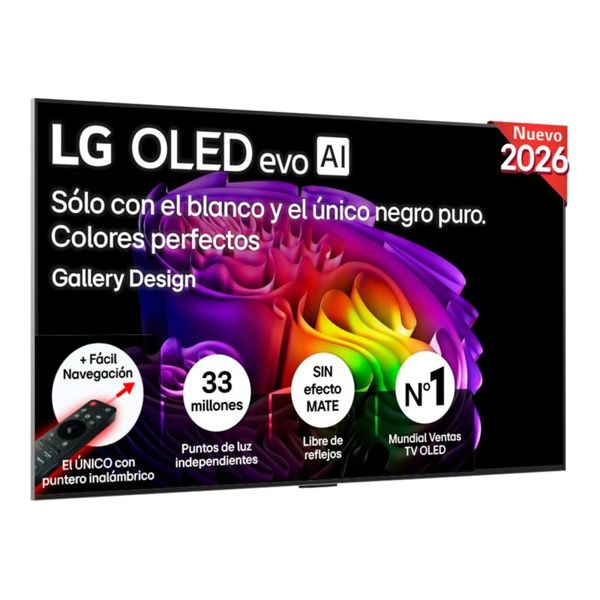 LG OLED evo AI
Nuevo
2026
Sólo con el blanco y el único negro puro.
Colores perfectos
Gallery Design
+ Fácil
Navegación
El ÚNICO con
puntero inalámbrico
33
millones
Puntos de luz
independientes
SIN
efecto
MATE
Libre de
reflejos
Nº1
Mundial Ventas
TV OLED